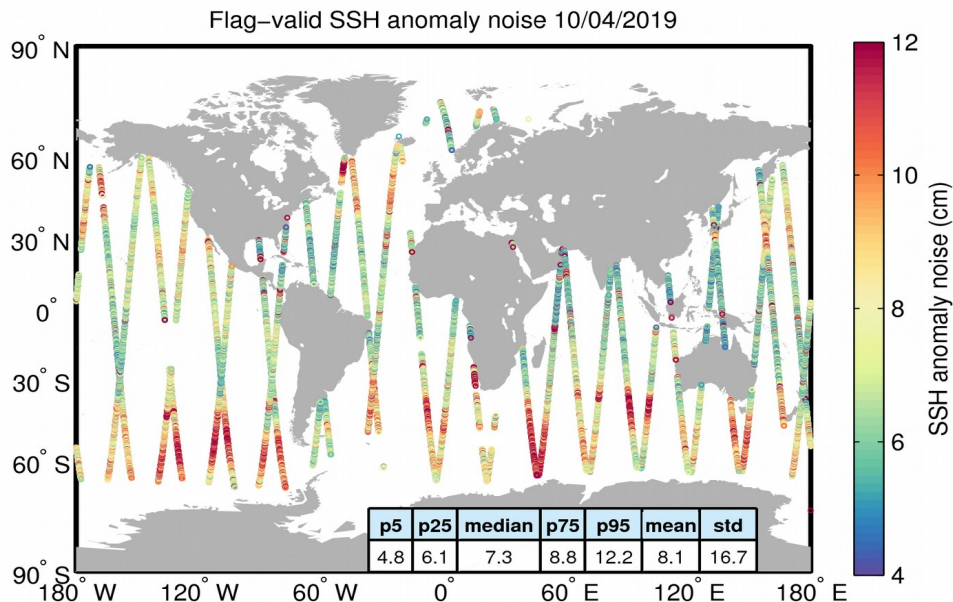 Flag−valid SSH anomaly noise 10/04/2019
90° N
60° N
30° N
0°
30° S
60° S
90° S
180° W
120° W
60° W
0°
60° E
120° E
180° E
p5 p25 median p75 p95 mean std
4.8 6.1 7.3 8.8 12.2 8.1 16.7
12
10
8
6
4
SSH anomaly noise (cm)